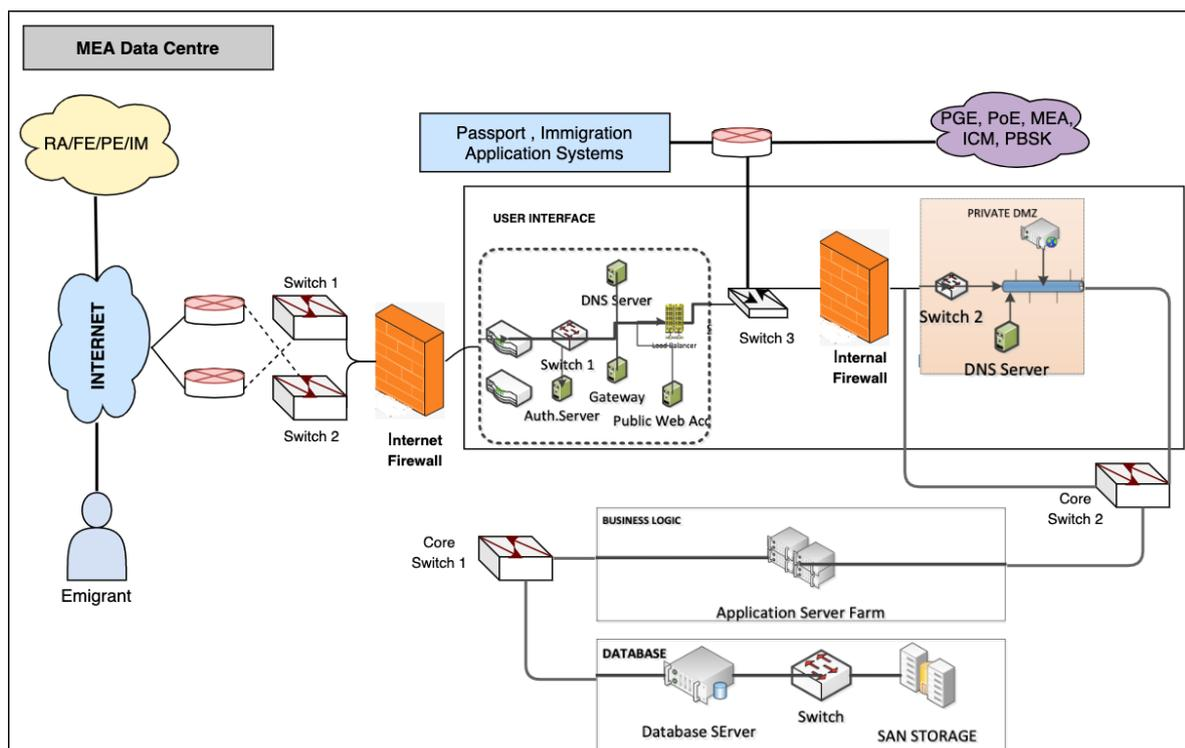 MEA Data Centre
RA/FE/PE/IM
Passport , Immigration
Application Systems
PGE, PoE, MEA,
ICM, PBSK
USER INTERFACE
PRIVATE DMZ
INTERNET
Switch 1
Switch 2
Internet
Firewall
DNS Server
Switch 1
Load Balancer
Auth.Server
Gateway
Public Web Acc
Switch 3
Internal
Firewall
Switch 2
DNS Server
Emigrant
Core
Switch 2
Core
Switch 1
BUSINESS LOGIC
Application Server Farm
DATABASE
Database SErver
Switch
SAN STORAGE